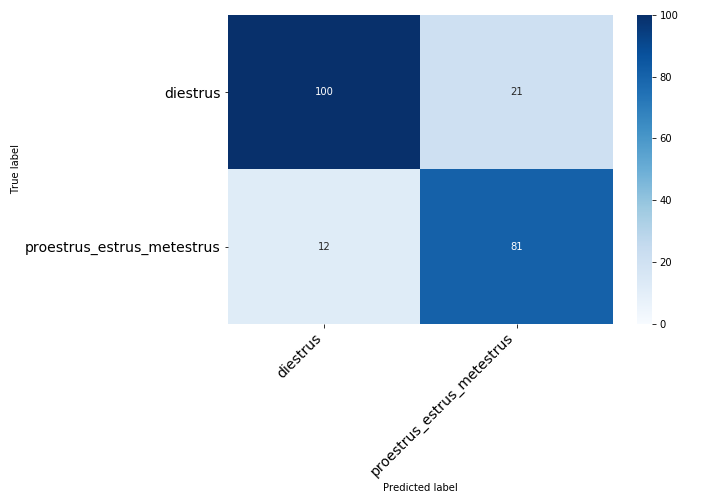 True label
diestrus
100
21
proestrus_estrus_metestrus
12
81
diestrus
proestrus_estrus_metestrus
Predicted label
100
80
60
40
20
0